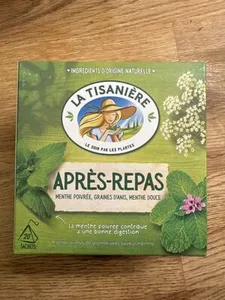 INGRÉDIENTS D'ORIGINE NATURELLE
LA TISANIÈRE
LE SOIN PAR LES PLANTES
APRÈS-REPAS
MENTHE POIVRÉE, GRAINES D'ANIS, MENTHE DOUCE
La menthe poivrée contribue
à une bonne digestion
20
SACHETS